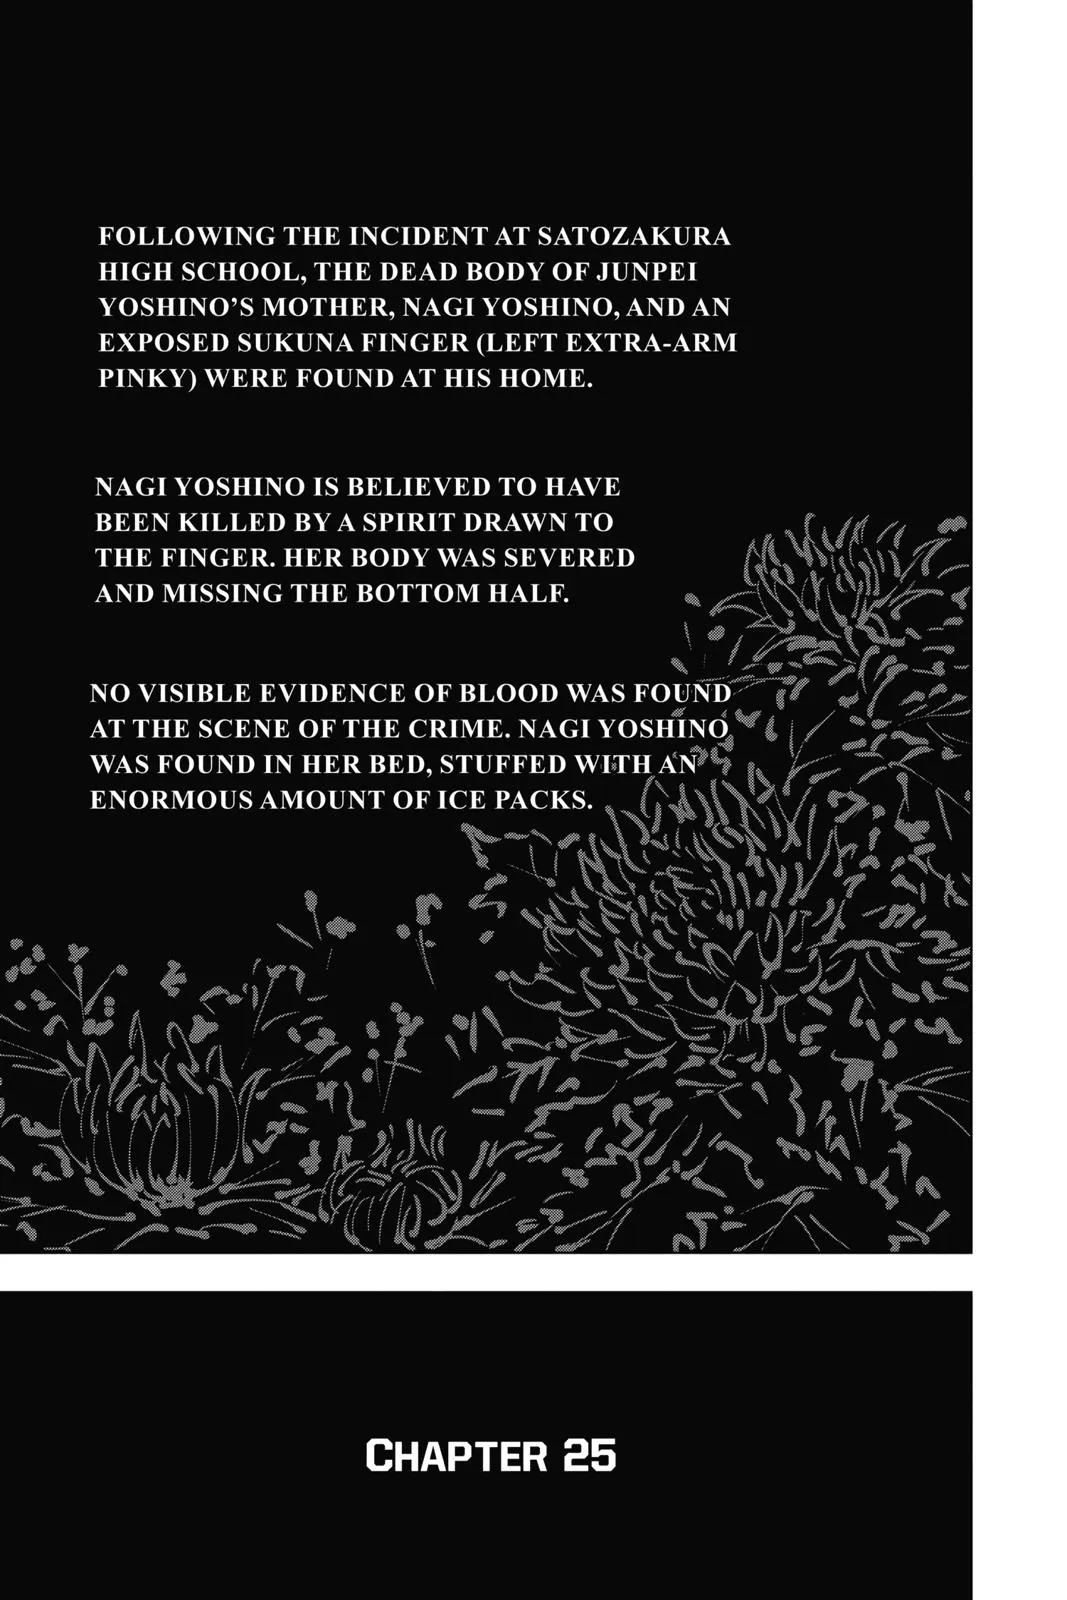 FOLLOWING THE INCIDENT AT SATOZAKURA
HIGH SCHOOL, THE DEAD BODY OF JUNPEI
YOSHINO’S MOTHER, NAGI YOSHINO, AND AN
EXPOSED SUKUNA FINGER (LEFT EXTRA-ARM
PINKY) WERE FOUND AT HIS HOME.
NAGI YOSHINO IS BELIEVED TO HAVE
BEEN KILLED BY A SPIRIT DRAWN TO
THE FINGER. HER BODY WAS SEVERED
AND MISSING THE BOTTOM HALF.
NO VISIBLE EVIDENCE OF BLOOD WAS FOUND
AT THE SCENE OF THE CRIME. NAGI YOSHINO
WAS FOUND IN HER BED, STUFFED WITH AN
ENORMOUS AMOUNT OF ICE PACKS.
CHAPTER 25